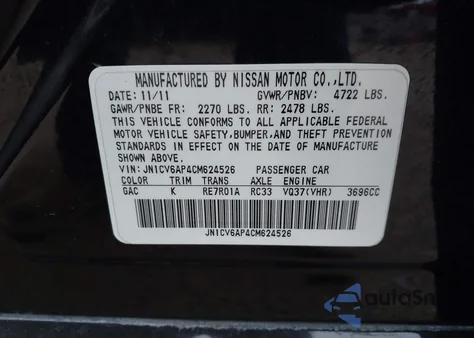 MANUFACTURED BY NISSAN MOTOR CO.,LTD.
DATE: 11/11 GVWR/PNBV: 4722 LBS.
GAWR/PNBE FR: 2270 LBS. RR: 2478 LBS.
THIS VEHICLE CONFORMS TO ALL APPLICABLE FEDERAL
MOTOR VEHICLE SAFETY,BUMPER,AND THEFT PREVENTION
STANDARDS IN EFFECT ON THE DATE OF MANUFACTURE
SHOWN ABOVE.
VIN: JN1CV6AP4CM624526 PASSENGER CAR
COLOR TRIM TRANS AXLE ENGINE
GAC K RE7R01A RC33 VQ37(VHR) 3696CC
JN1CV6AP4CM624526